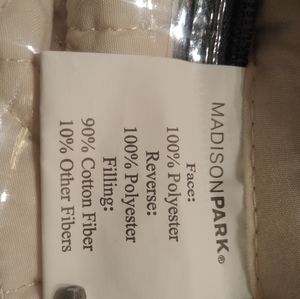 MADISONPARK®
Face:
100% Polyester
Reverse:
100% Polyester
Filling:
90% Cotton Fiber
10% Other Fibers